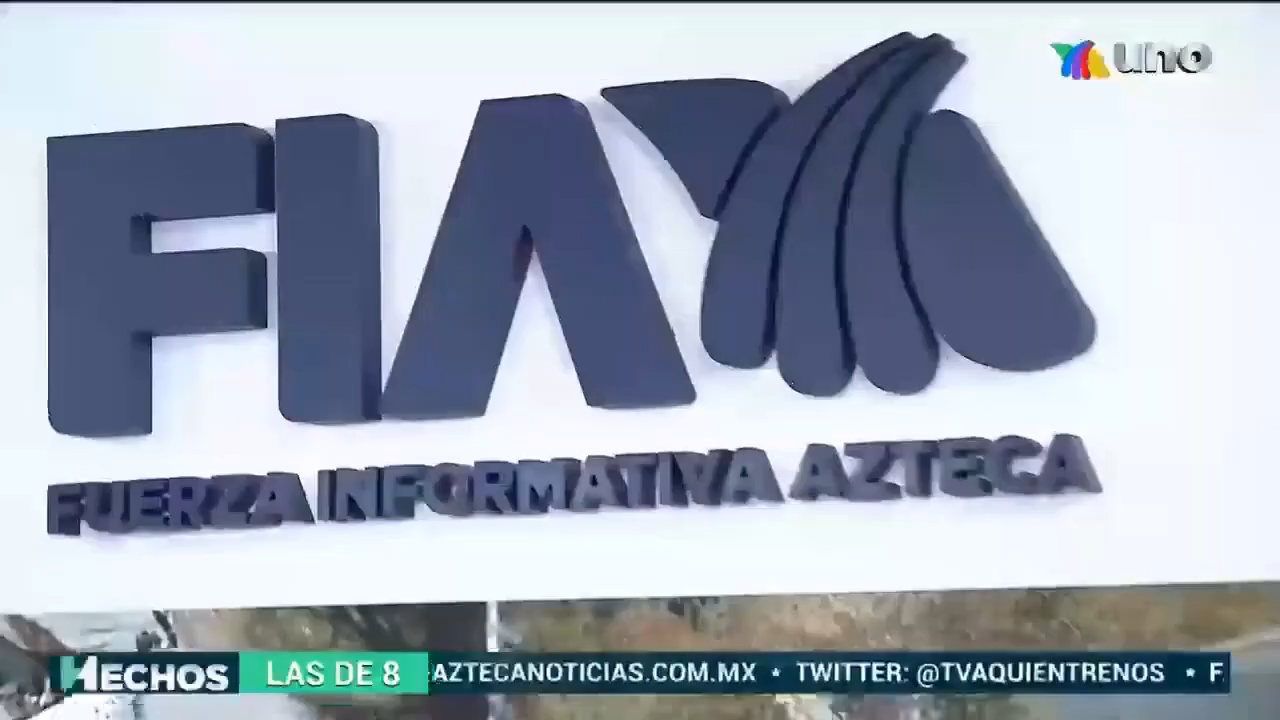 uno
FIA
FUERZA INFORMATIVA AZTECA
HECHOS LAS DE 8 AZTECANOTICIAS.COM.MX * TWITTER: @TVAQUIENTRENOS * F